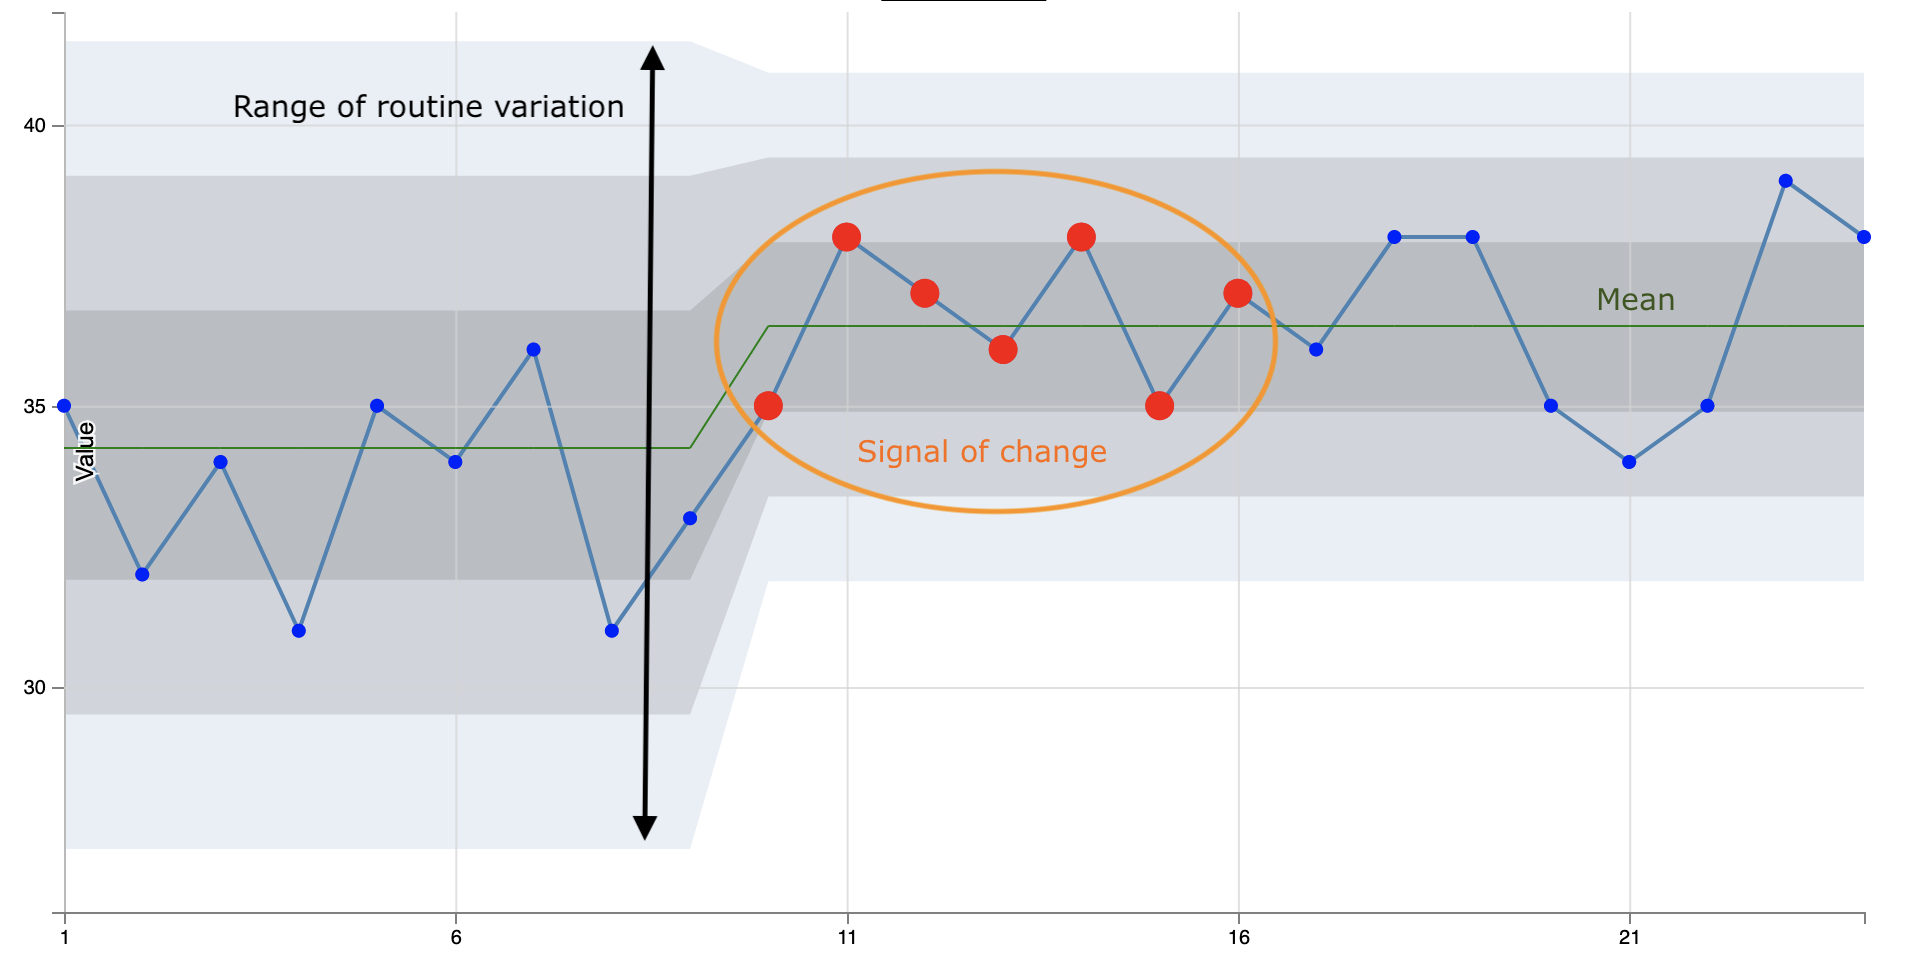 Range of routine variation
40
Mean
35
Value
Signal of change
30
1
6
11
16
21